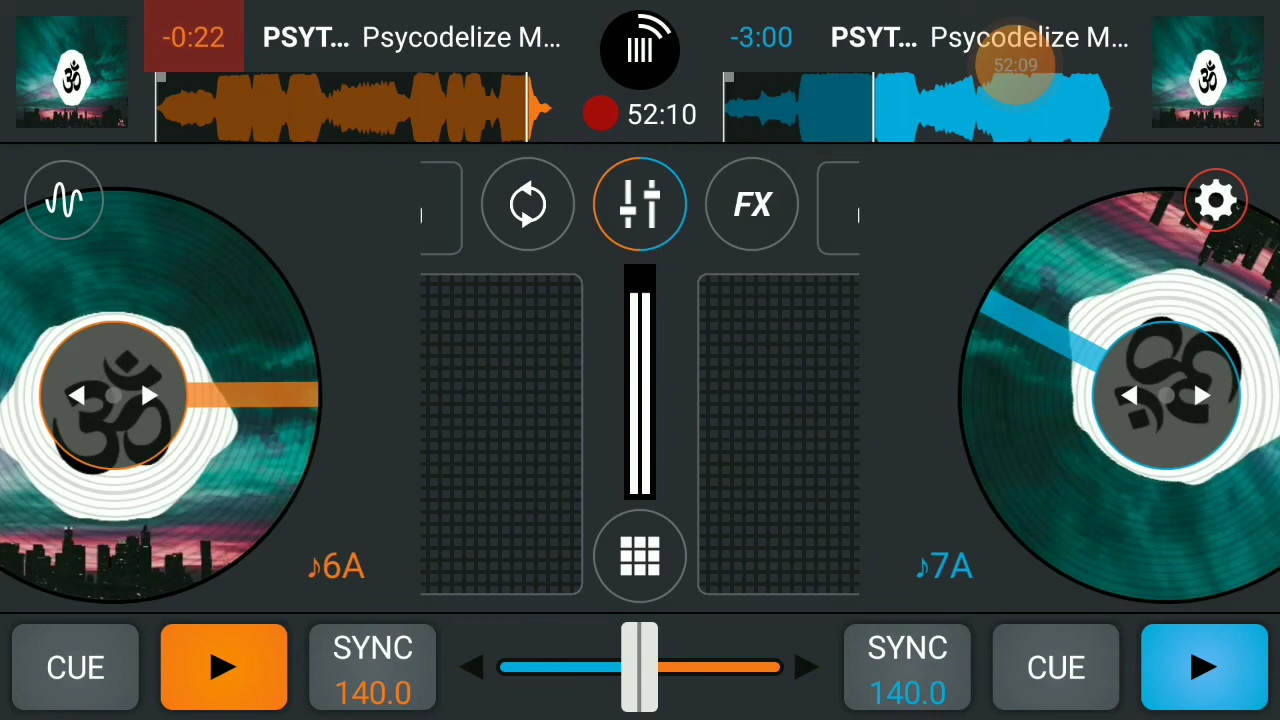 -0:22
PSYT... Psycodelize M...
-3:00
PSYT... Psycodelize M...
52:09
52:10
FX
ॐ
ॐ
ॐ
ॐ
♪6A
♪7A
CUE
SYNC
140.0
SYNC
140.0
CUE